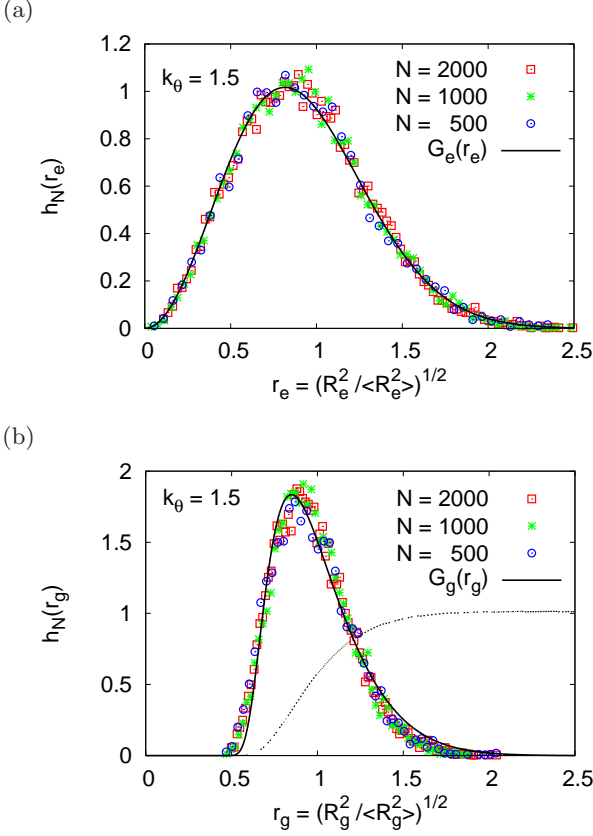 (a)
1.2
1
0.8
0.6
0.4
0.2
0
h_N(r_e)
k_θ = 1.5
N = 2000
N = 1000
N = 500
G_e(r_e)
0 0.5 1 1.5 2 2.5
r_e = (R_e^2 /<R_e^2>)^{1/2}
(b)
2
1.5
1
0.5
0
h_N(r_g)
k_θ = 1.5
N = 2000
N = 1000
N = 500
G_g(r_g)
0 0.5 1 1.5 2 2.5
r_g = (R_g^2 /<R_g^2>)^{1/2}